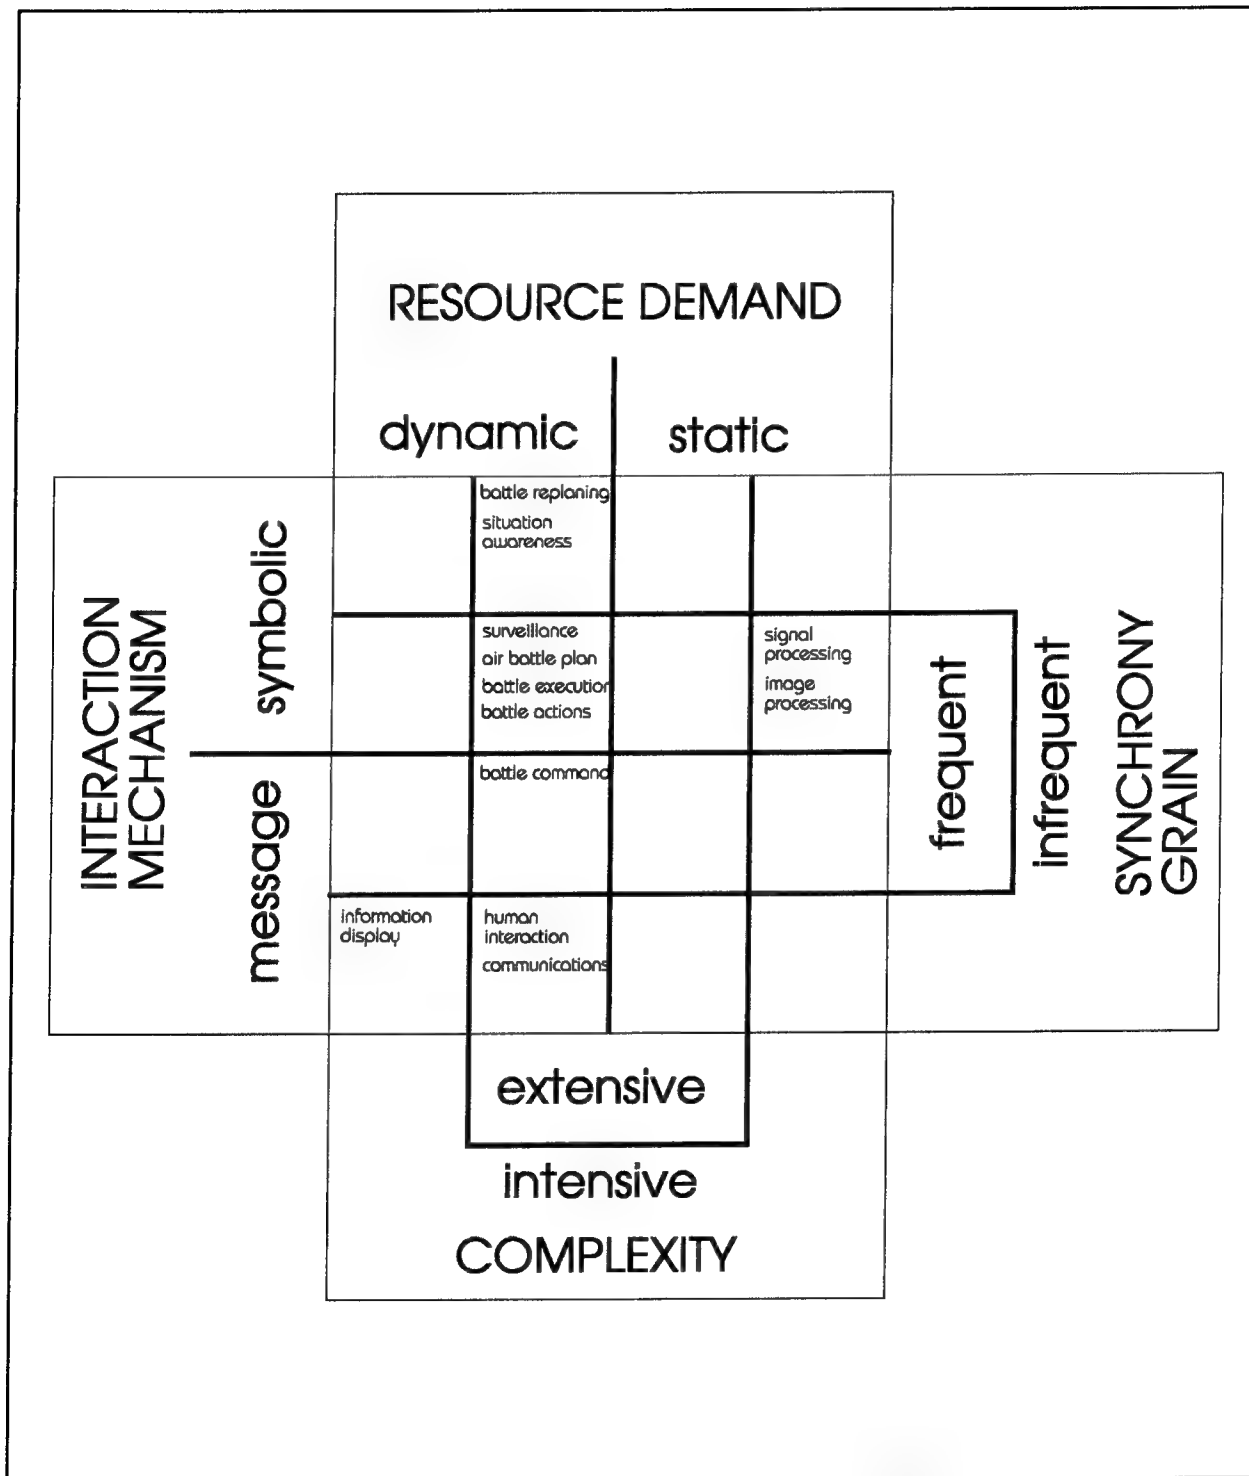 RESOURCE DEMAND
dynamic
static
INTERACTION
MECHANISM
symbolic
message
battle replaning
situation
awareness
surveillance
air battle plan
battle execution
battle actions
signal
processing
image
processing
battle command
information
display
human
interaction
communications
frequent
infrequent
SYNCHRONY
GRAIN
extensive
intensive
COMPLEXITY